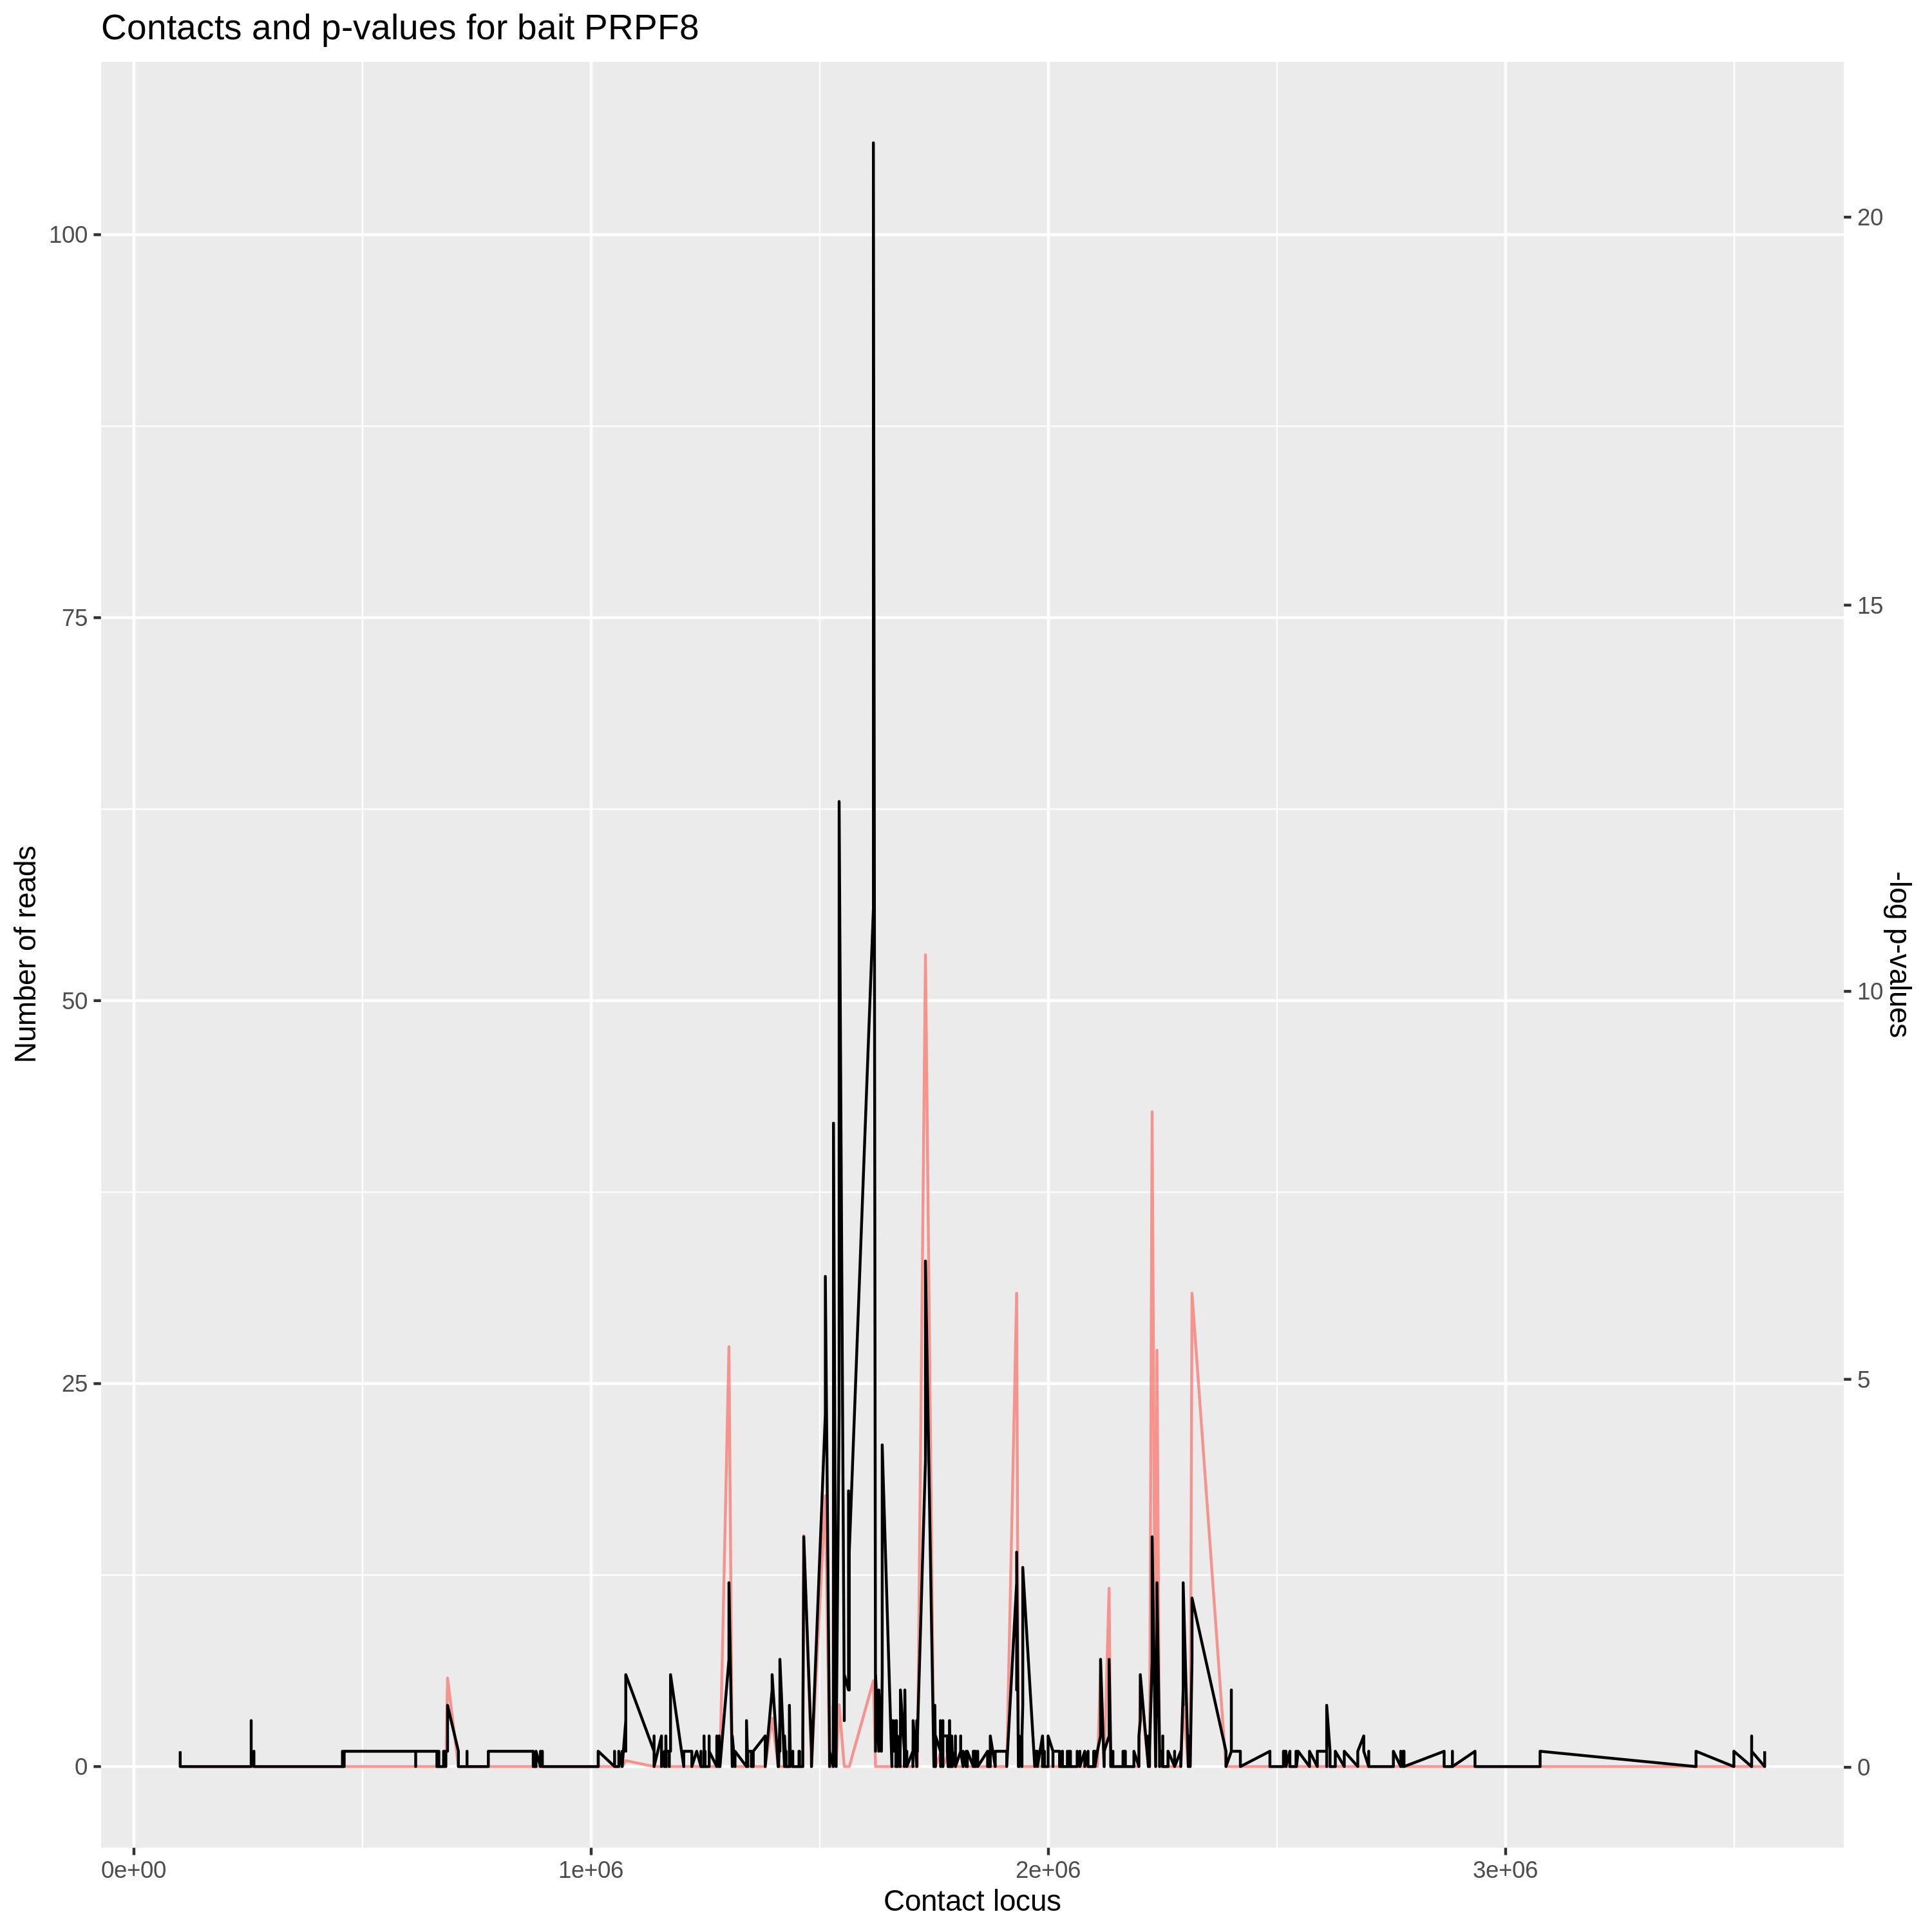 Contacts and p-values for bait PRPF8
Number of reads
100
75
50
25
0
20
15
10
5
0
-log p-values
0e+00
1e+06
2e+06
3e+06
Contact locus